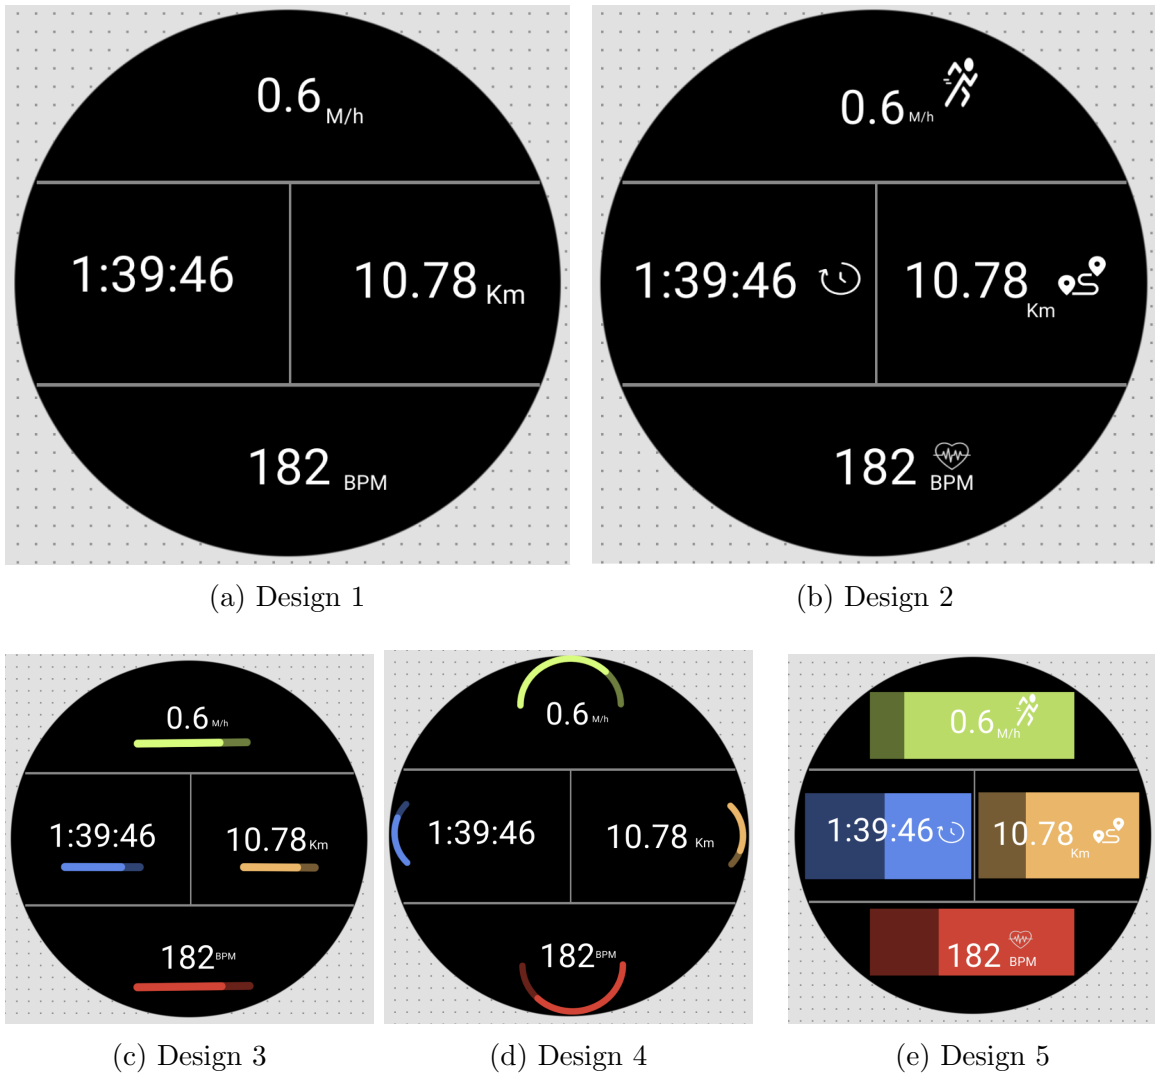 0.6 M/h
1:39:46
10.78 Km
182 BPM
(a) Design 1
0.6 M/h
1:39:46
10.78 Km
182 BPM
(b) Design 2
0.6 M/h
1:39:46
10.78 Km
182 BPM
(c) Design 3
0.6 M/h
1:39:46
10.78 Km
182 BPM
(d) Design 4
0.6 M/h
1:39:46
10.78 Km
182 BPM
(e) Design 5